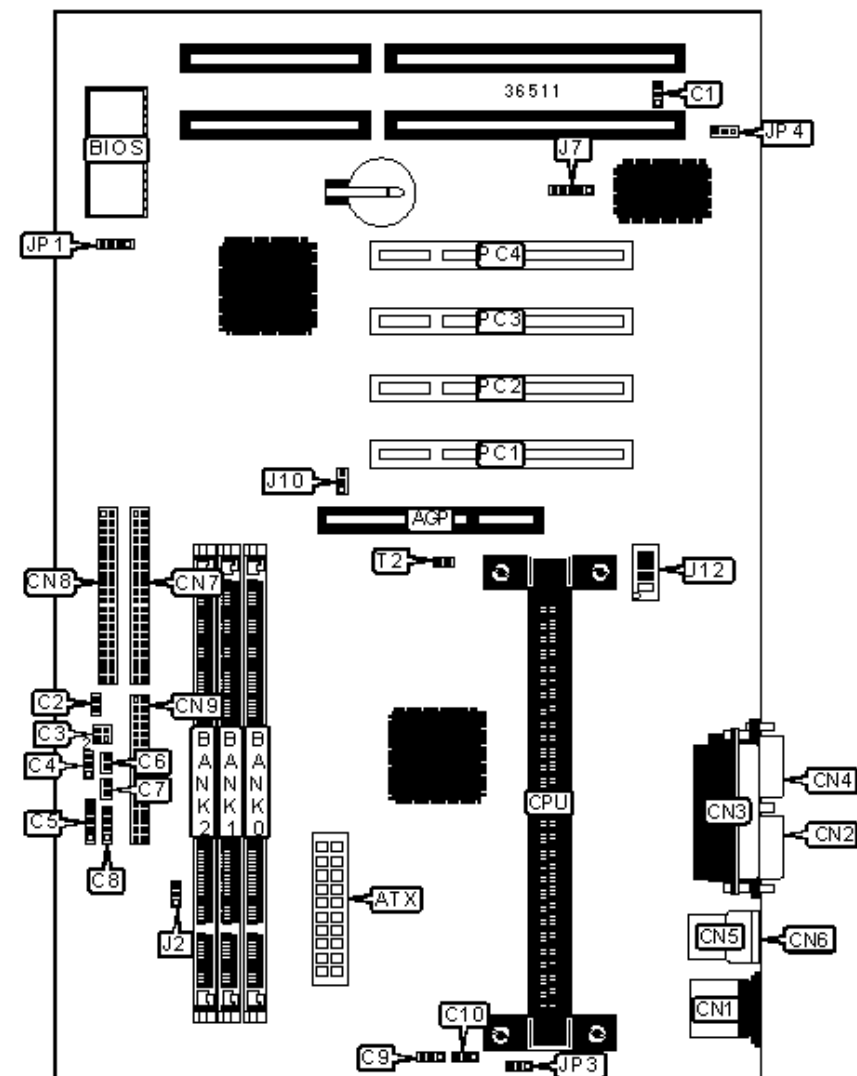 36511
C1
BIOS
JP4
J7
JP1
PC4
PC3
PC2
PC1
J10
AGP
T2
J12
CN8
CN7
C2
CN9
C3
C4
C6
C7
C5
C8
BANK2
BANK1
BANK0
CPU
CN4
CN3
CN2
ATX
J2
CN5
CN6
CN1
C10
C9
JP3